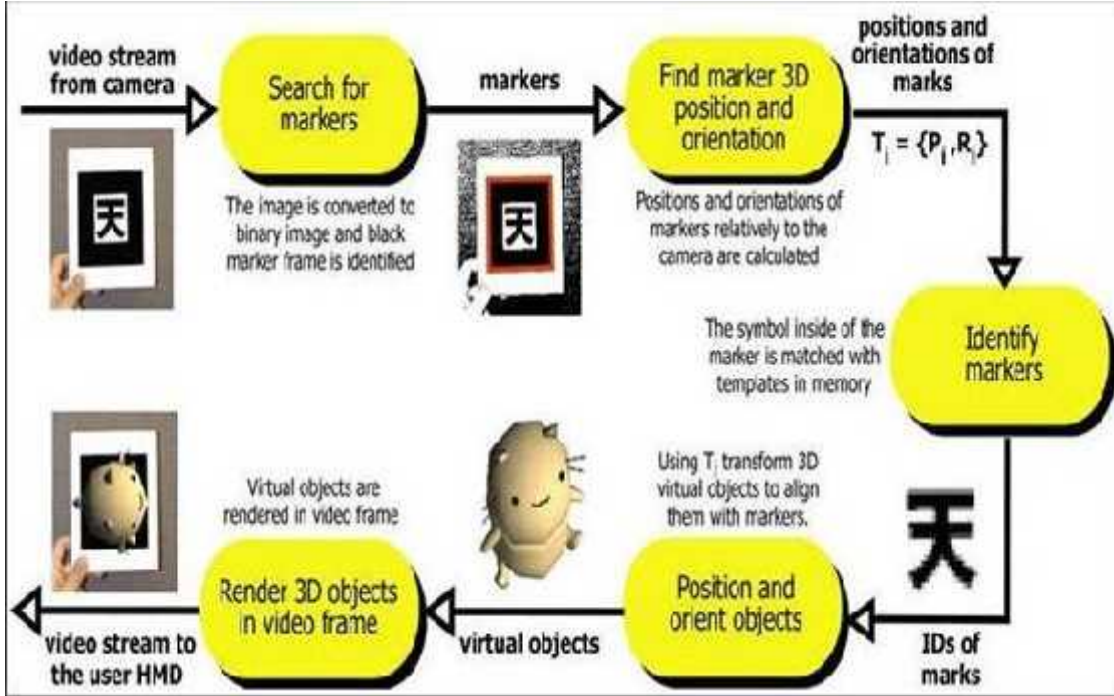 video stream
from camera
Search for
markers
The image is converted to
binary image and black
marker frame is identified
天
markers
天
Find marker 3D
position and
orientation
Positions and orientations of
markers relatively to the
camera are calculated
positions and
orientations of
marks
Tᵢ = {Pᵢ,Rᵢ}
Identify
markers
The symbol inside of the
marker is matched with
templates in memory
天
IDs of
marks
Position and
orient objects
Using Tᵢ transform 3D
virtual objects to align
them with markers.
virtual objects
Render 3D objects
in video frame
Virtual objects are
rendered in video frame
video stream to
the user HMD